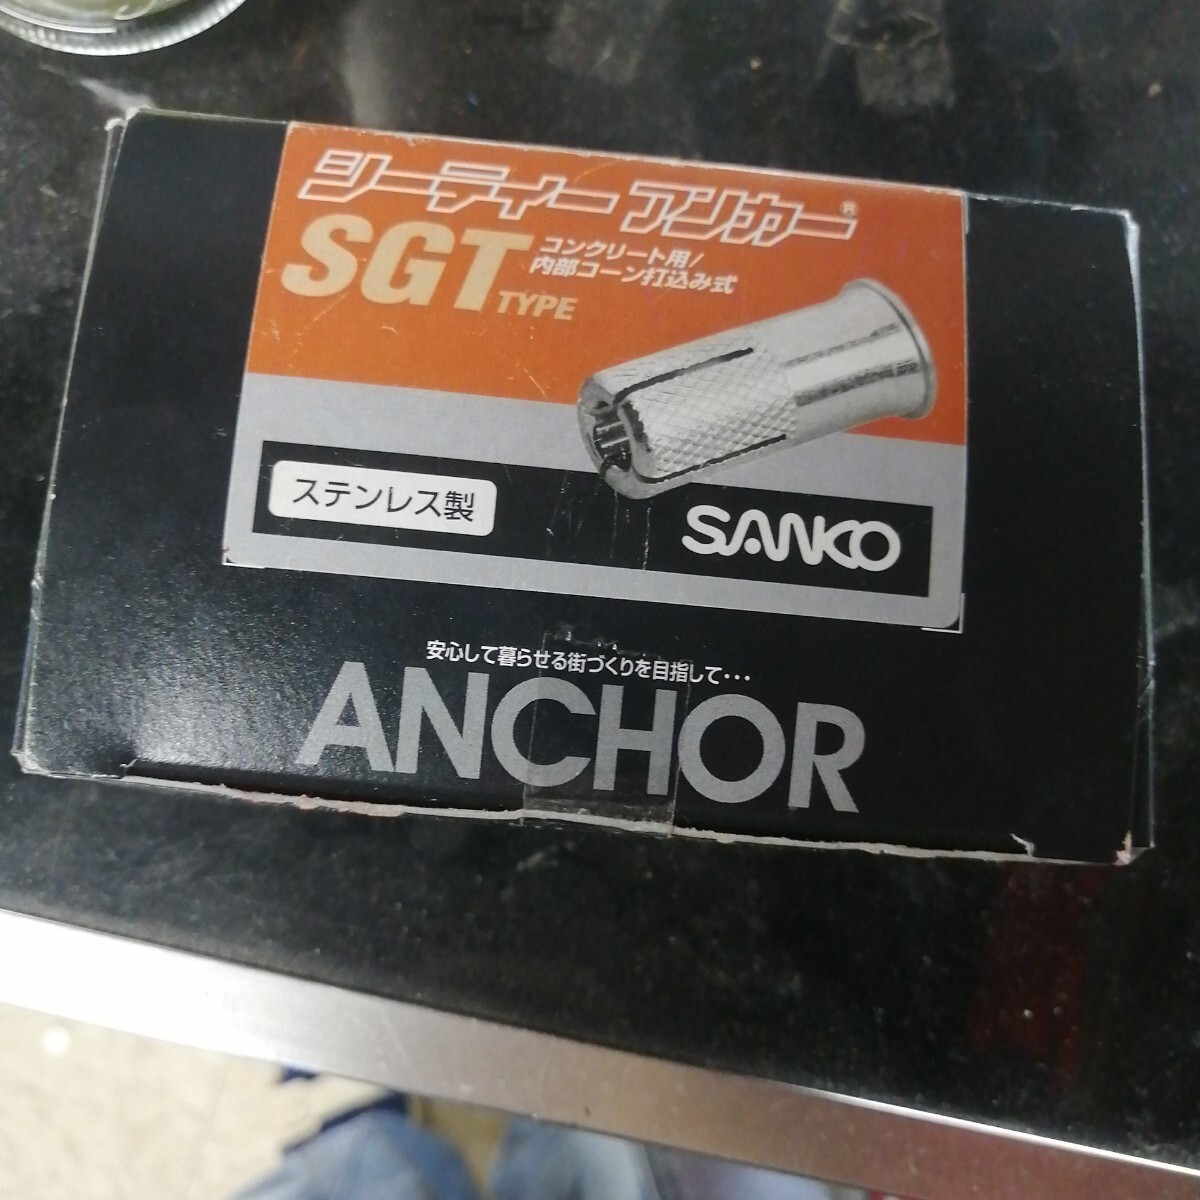 シーティーアンカー®
SGT TYPE
コンクリート用/
内部コーン打込み式
ステンレス製
SANKO
安心して暮らせる街づくりを目指して・・・
ANCHOR